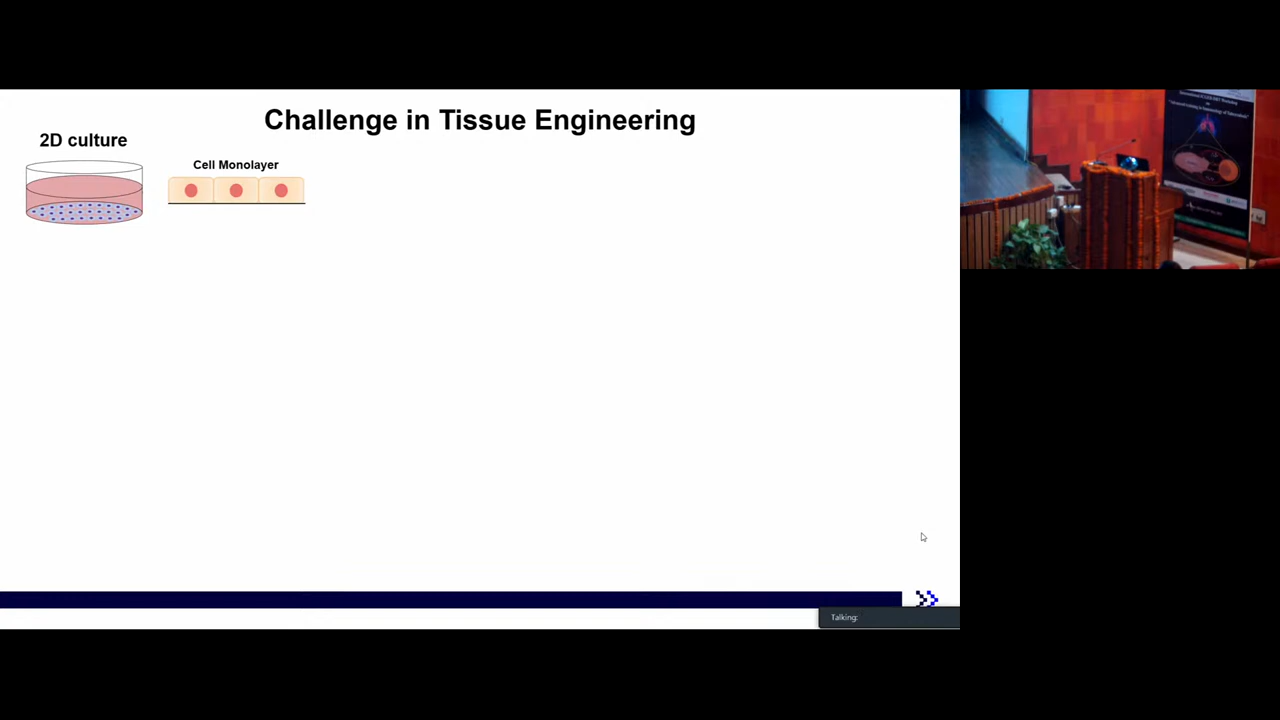 Challenge in Tissue Engineering
2D culture
Cell Monolayer
Talking: